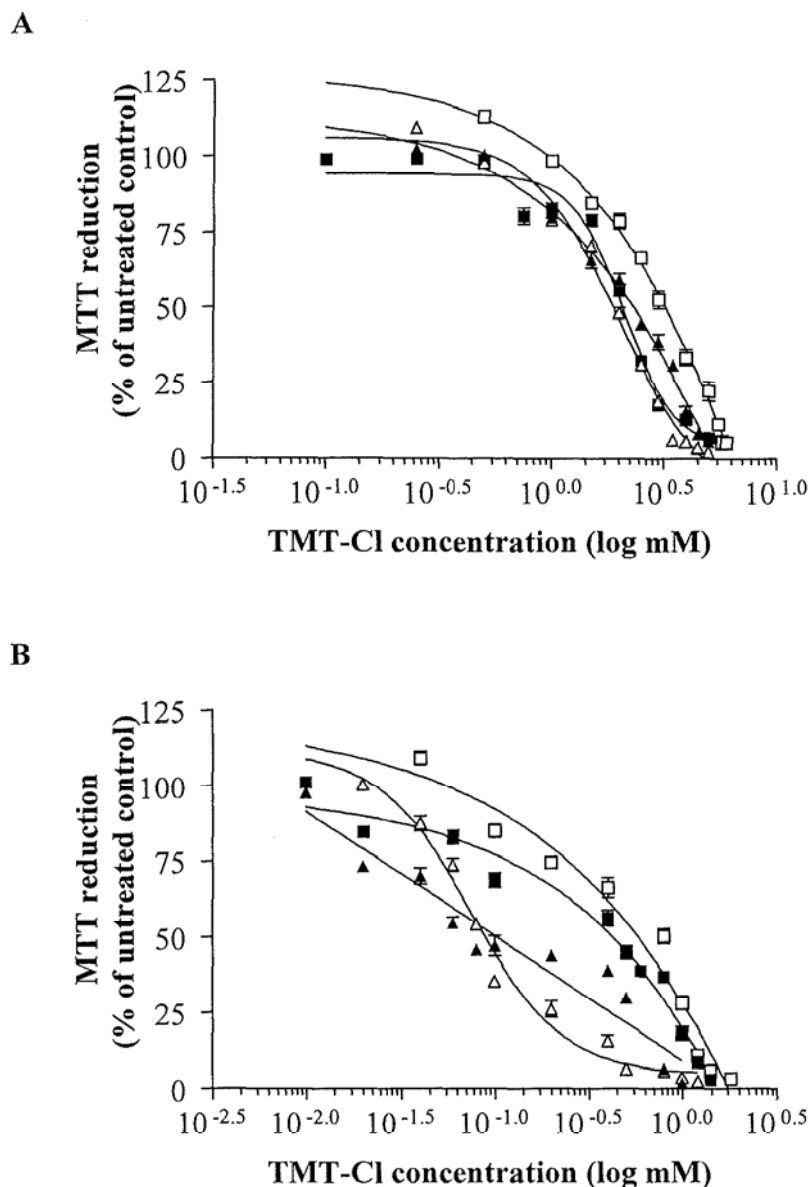 A
MTT reduction
(% of untreated control)
125
100
75
50
25
0
10^-1.5 10^-1.0 10^-0.5 10^0.0 10^0.5 10^1.0
TMT-Cl concentration (log mM)
B
MTT reduction
(% of untreated control)
125
100
75
50
25
0
10^-2.5 10^-2.0 10^-1.5 10^-1.0 10^-0.5 10^0.0 10^0.5
TMT-Cl concentration (log mM)